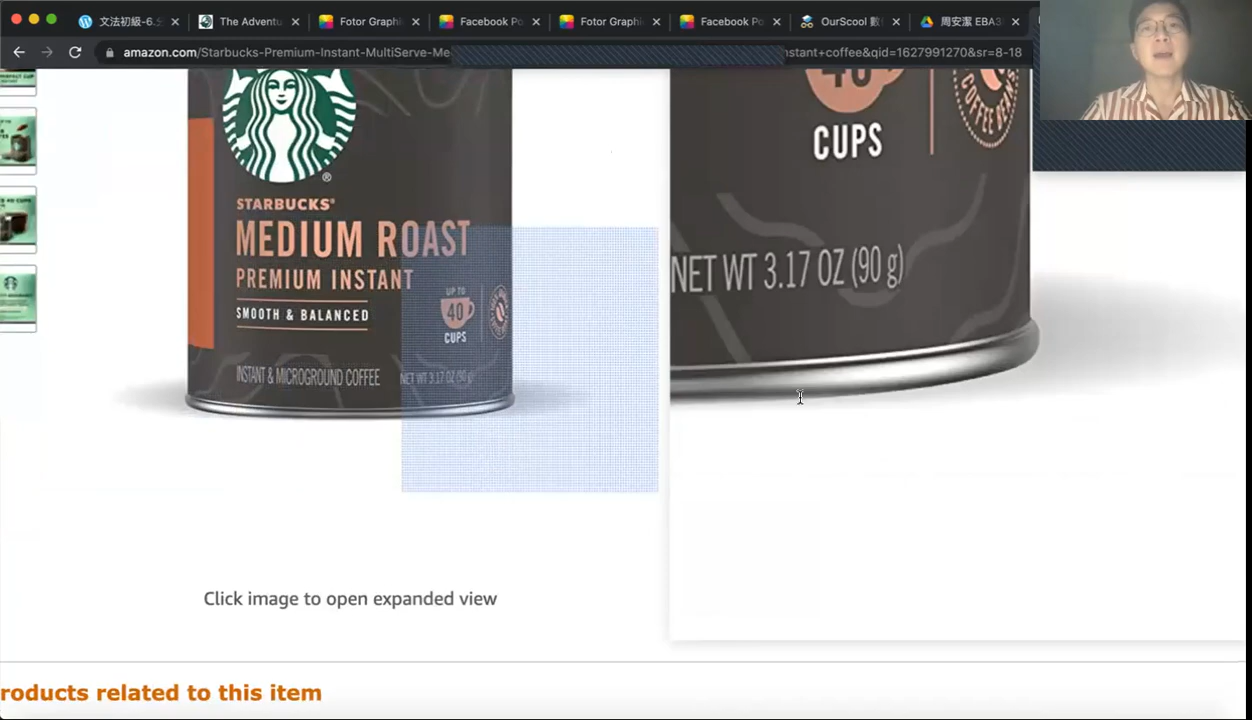 文法初級-6.
The Adventu
Fotor Graphi
Facebook Po
Fotor Graphi
Facebook Po
OurScool 數
周安潔 EBA3
amazon.com/Starbucks-Premium-Instant-MultiServe-Me
nstant+coffee&qid=1627991270&sr=8-18
STARBUCKS®
MEDIUM ROAST
PREMIUM INSTANT
SMOOTH & BALANCED
UP TO
40
CUPS
INSTANT & MICROGROUND COFFEE
NET WT 3.17 OZ (90 g)
40
CUPS
COFFEE BEANS
NET WT 3.17 OZ (90 g)
Click image to open expanded view
roducts related to this item